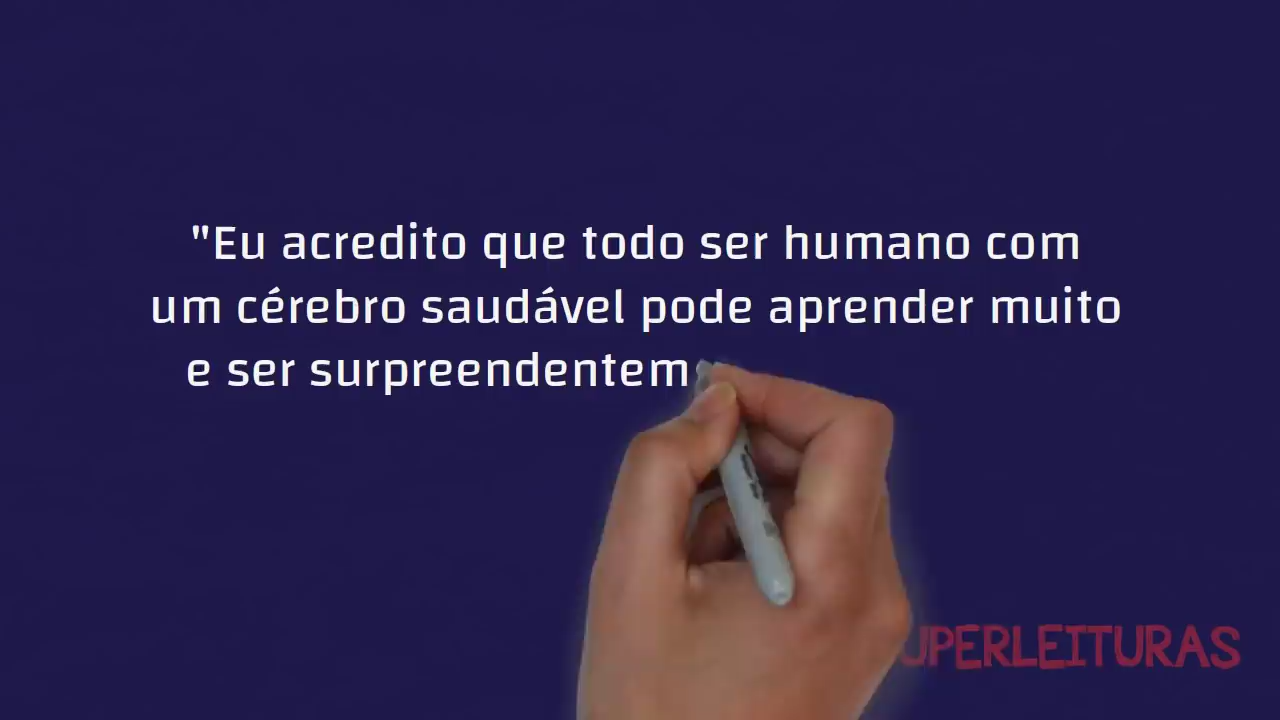 "Eu acredito que todo ser humano com
um cérebro saudável pode aprender muito
e ser surpreendentem
UPERLEITURAS